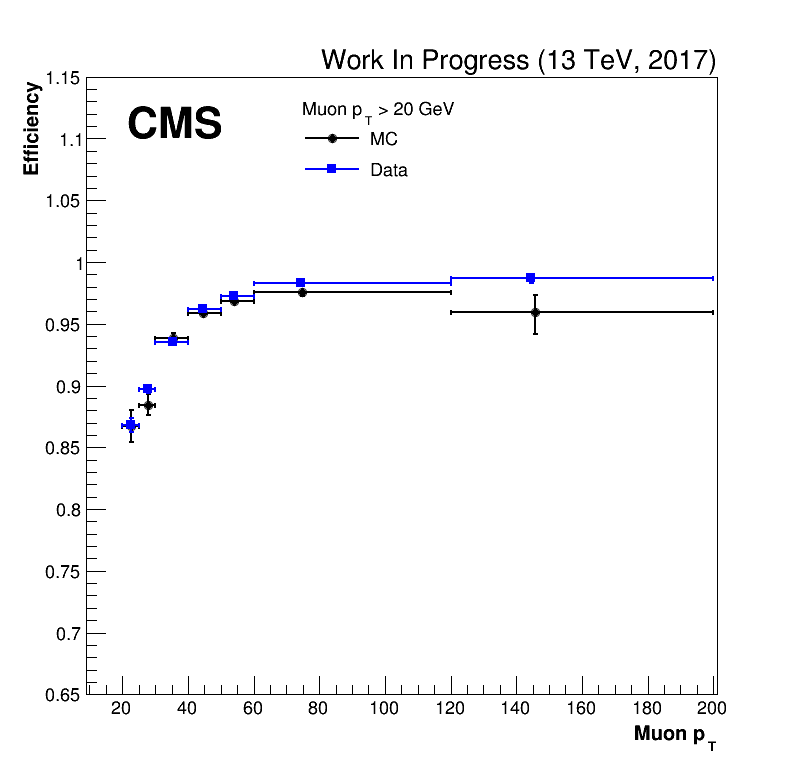 Work In Progress (13 TeV, 2017)
CMS
Muon p_T > 20 GeV
MC
Data
Efficiency
1.15
1.1
1.05
1
0.95
0.9
0.85
0.8
0.75
0.7
0.65
20 40 60 80 100 120 140 160 180 200
Muon p_T